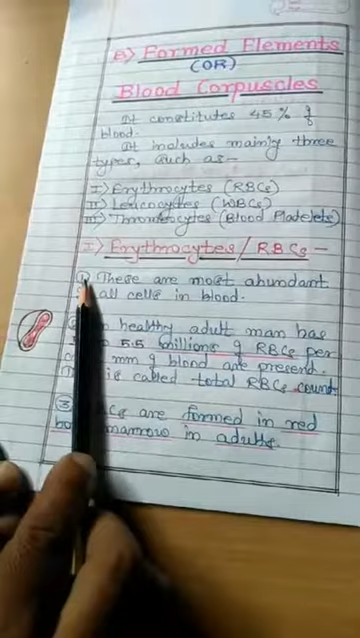 B) Formed Elements
(OR)
Blood Corpuscles
It constitutes 45% of
blood.
It includes mainly three
types, such as—
I) Erythrocytes (RBCs)
II) Leucocytes (WBCs)
III) Thrombocytes (Blood Platelets)
I) Erythrocytes / RBCs –
① These are most abundant
all cells in blood.
healthy adult man has
5.5 millions of RBCs per
mm of blood are present.
is called total RBCs count
③ are formed in red
marrow in adults.